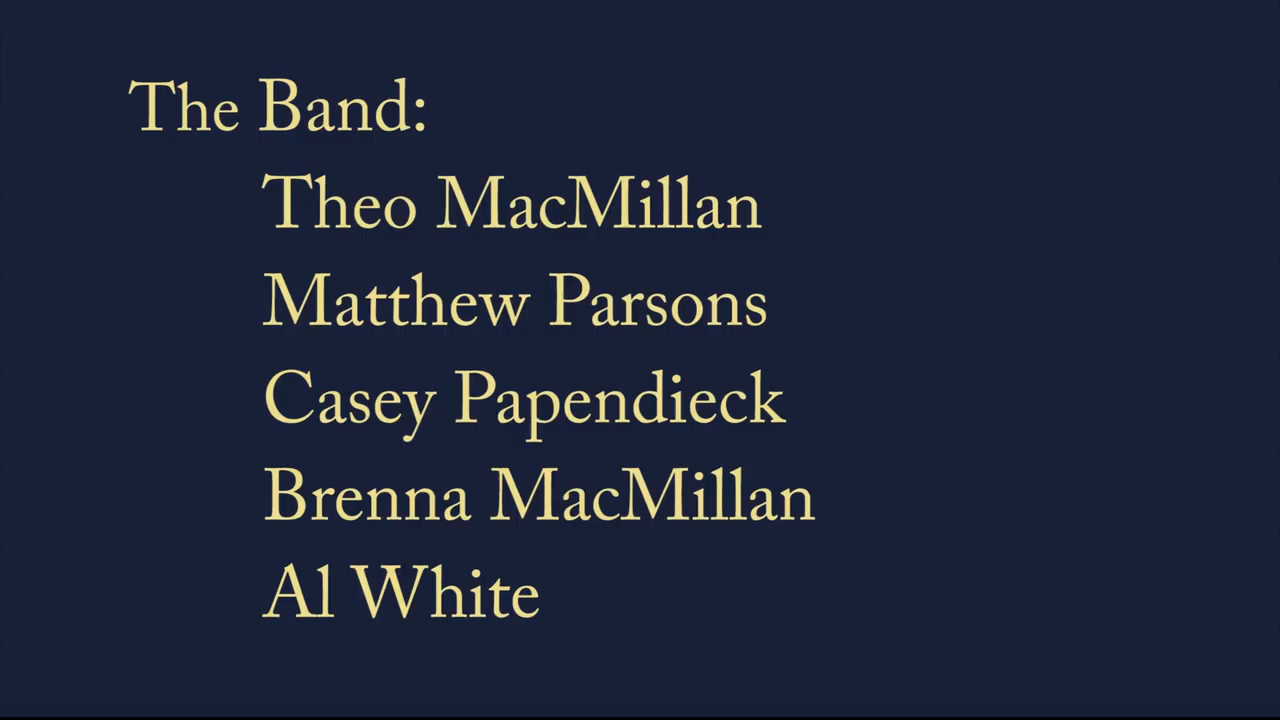 The Band:
Theo MacMillan
Matthew Parsons
Casey Papendieck
Brenna MacMillan
Al White